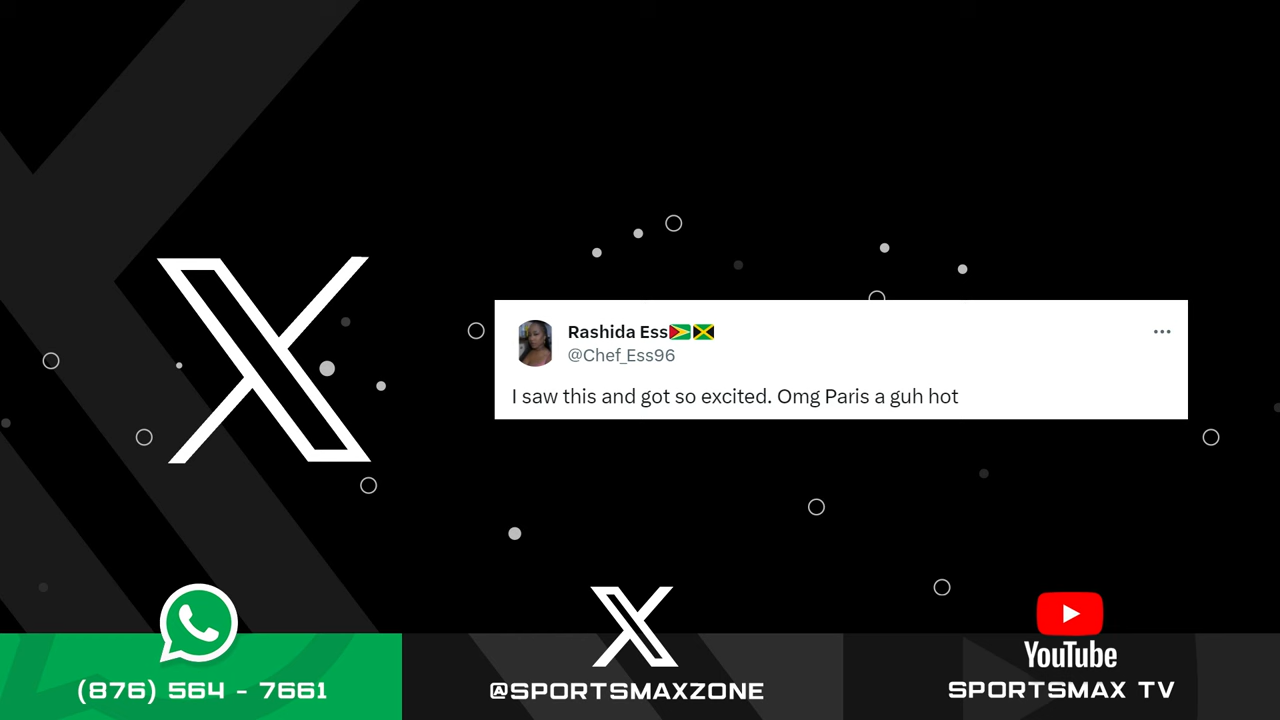 Rashida Ess🇬🇾🇯🇲
@Chef_Ess96
I saw this and got so excited. Omg Paris a guh hot
(876) 564 - 7661
@SPORTSMAXZONE
YouTube
SPORTSMAX TV